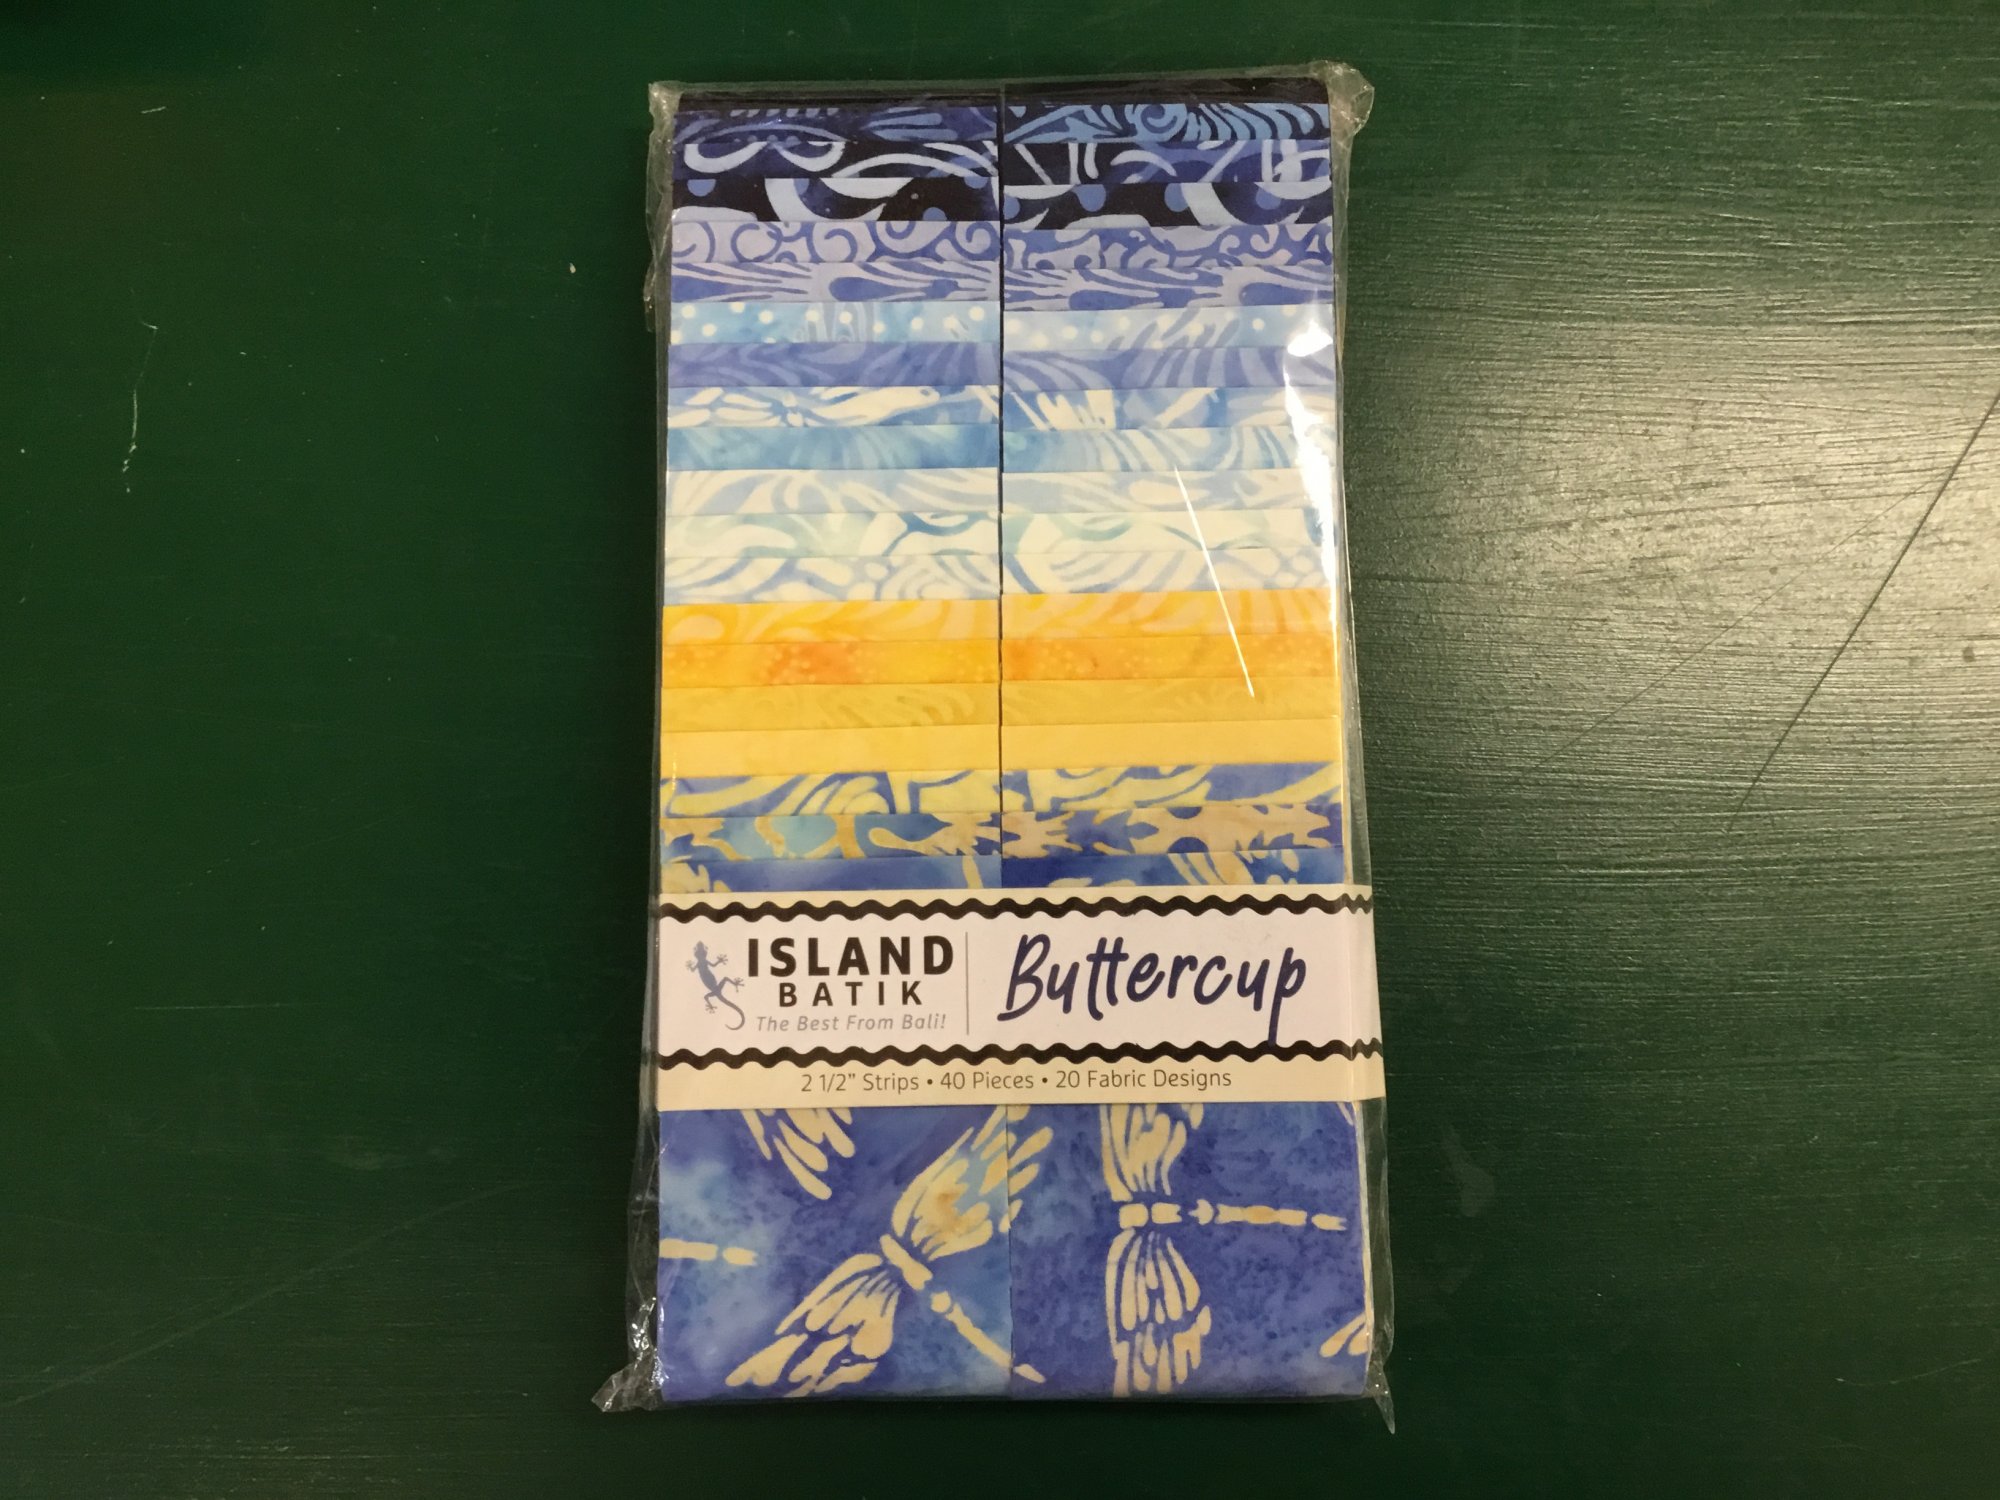 ISLAND
BATIK
The Best From Bali!
Buttercup
2 1/2” Strips • 40 Pieces • 20 Fabric Designs